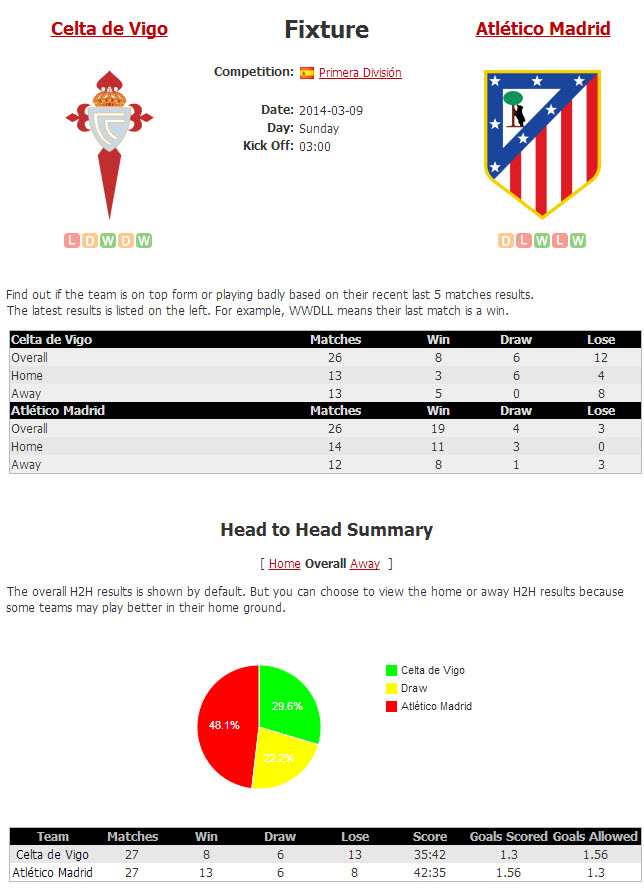 Celta de Vigo
Fixture
Atlético Madrid
Competition: Primera División
Date: 2014-03-09
Day: Sunday
Kick Off: 03:00
L D W D W
D L W L W
Find out if the team is on top form or playing badly based on their recent last 5 matches results.
The latest results is listed on the left. For example, WWDLL means their last match is a win.
Celta de Vigo Matches Win Draw Lose
Overall 26 8 6 12
Home 13 3 6 4
Away 13 5 0 8
Atlético Madrid Matches Win Draw Lose
Overall 26 19 4 3
Home 14 11 3 0
Away 12 8 1 3
Head to Head Summary
[ Home Overall Away ]
The overall H2H results is shown by default. But you can choose to view the home or away H2H results because
some teams may play better in their home ground.
Celta de Vigo
Draw
Atlético Madrid
29.6%
48.1%
22.2%
Team Matches Win Draw Lose Score Goals Scored Goals Allowed
Celta de Vigo 27 8 6 13 35:42 1.3 1.56
Atlético Madrid 27 13 6 8 42:35 1.56 1.3